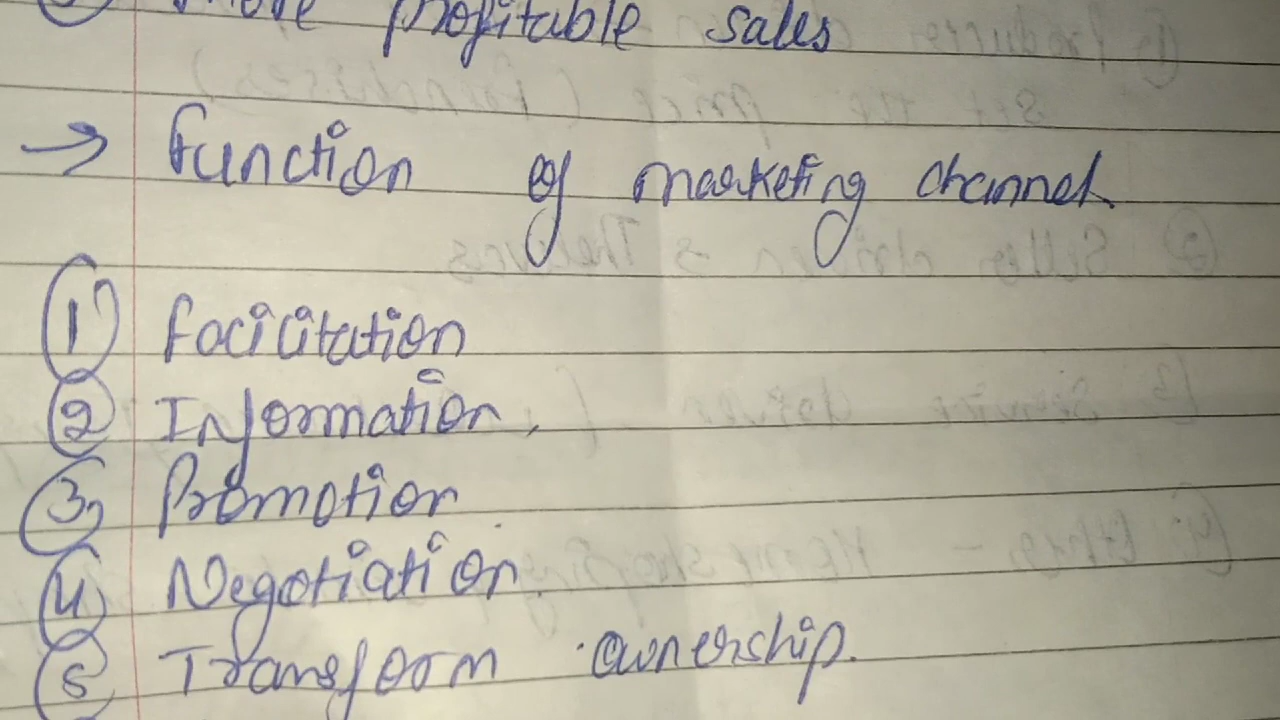 profitable sales
→ Function of marketing channel
① Facilitation
② Information,
③ Promotion
④ Negotiation
⑤ Transform ownership.